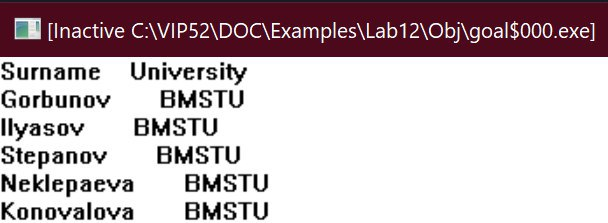 [Inactive C:\VIP52\DOC\Examples\Lab12\Obj\goal$000.exe]
Surname University
Gorbunov BMSTU
Ilyasov BMSTU
Stepanov BMSTU
Neklepaeva BMSTU
Konovalova BMSTU